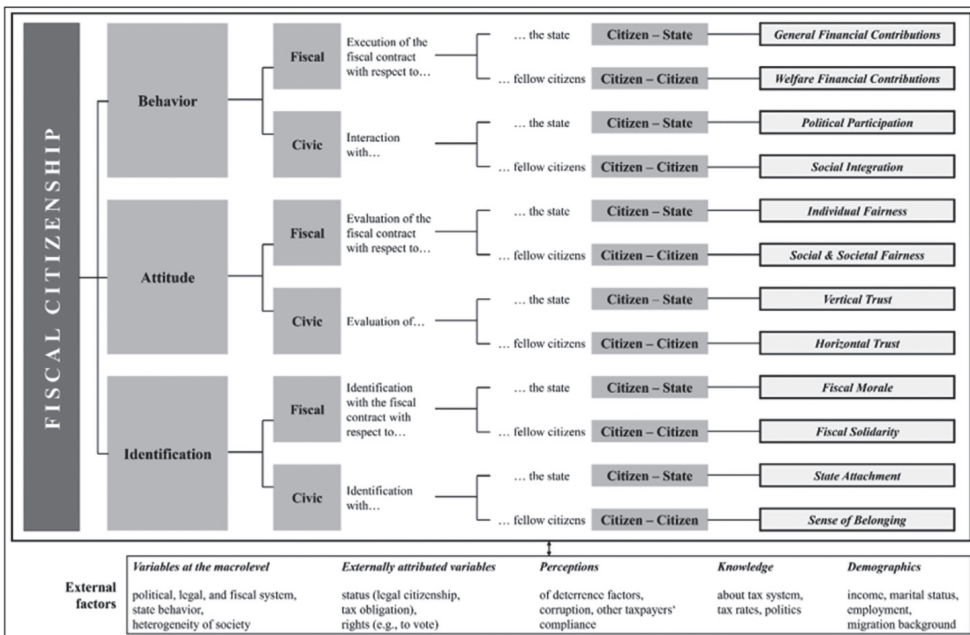 FISCAL CITIZENSHIP
Behavior
Fiscal
Execution of the
fiscal contract
with respect to…
… the state
Citizen – State
General Financial Contributions
… fellow citizens
Citizen – Citizen
Welfare Financial Contributions
Civic
Interaction
with…
… the state
Citizen – State
Political Participation
… fellow citizens
Citizen – Citizen
Social Integration
Attitude
Fiscal
Evaluation of the
fiscal contract
with respect to…
… the state
Citizen – State
Individual Fairness
… fellow citizens
Citizen – Citizen
Social & Societal Fairness
Civic
Evaluation of…
… the state
Citizen – State
Vertical Trust
… fellow citizens
Citizen – Citizen
Horizontal Trust
Identification
Fiscal
Identification
with the fiscal
contract with
respect to…
… the state
Citizen – State
Fiscal Morale
… fellow citizens
Citizen – Citizen
Fiscal Solidarity
Civic
Identification
with…
… the state
Citizen – State
State Attachment
… fellow citizens
Citizen – Citizen
Sense of Belonging
External
factors
Variables at the macrolevel
political, legal, and fiscal system,
state behavior,
heterogeneity of society
Externally attributed variables
status (legal citizenship,
tax obligation),
rights (e.g., to vote)
Perceptions
of deterrence factors,
corruption, other taxpayers'
compliance
Knowledge
about tax system,
tax rates, politics
Demographics
income, marital status,
employment,
migration background